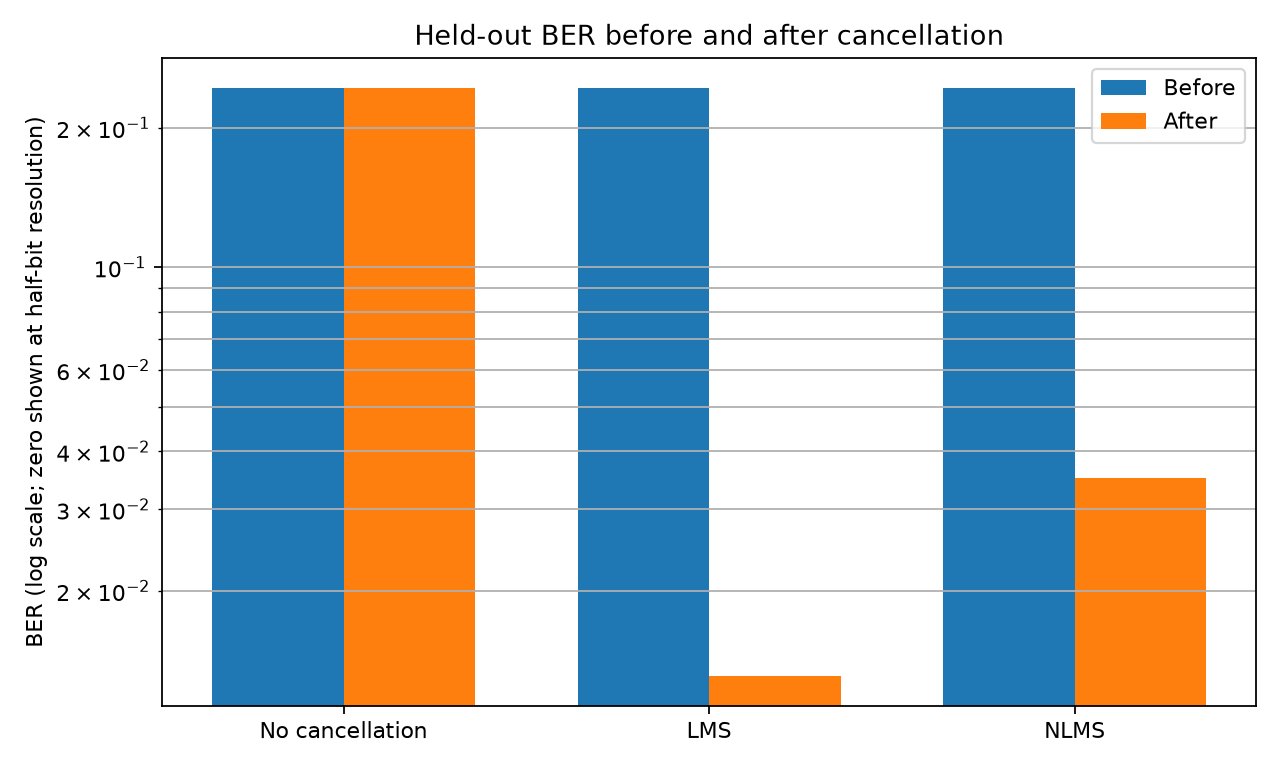 Held-out BER before and after cancellation
BER (log scale; zero shown at half-bit resolution)
2 × 10⁻¹
10⁻¹
6 × 10⁻²
4 × 10⁻²
3 × 10⁻²
2 × 10⁻²
Before
After
No cancellation
LMS
NLMS